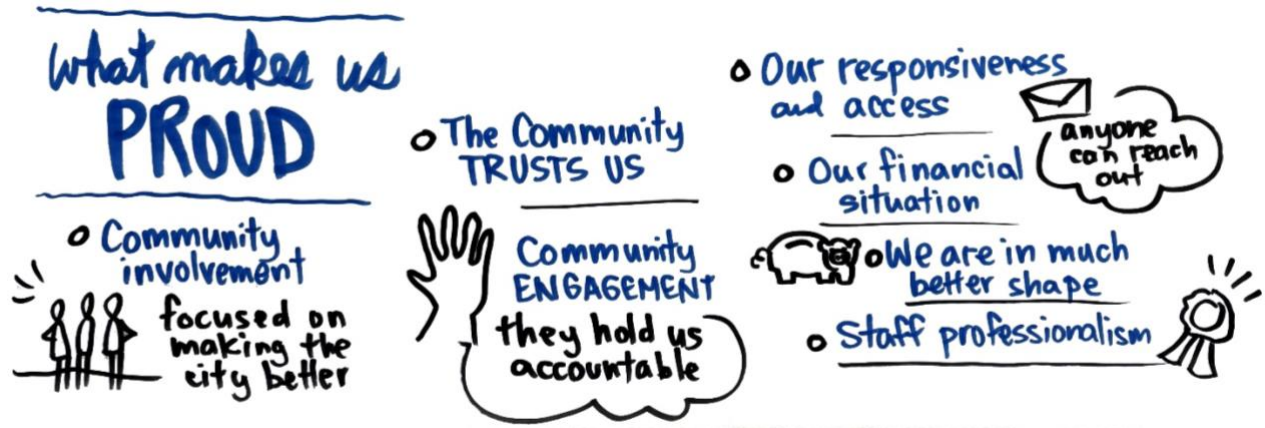 what makes us
PROUD
o Community
involvement
focused on
making the
city better
o The Community
TRUSTS US
Community
ENGAGEMENT
they hold us
accountable
o Our responsiveness
and access
anyone
can reach
out
o Our financial
situation
o We are in much
better shape
o Staff professionalism